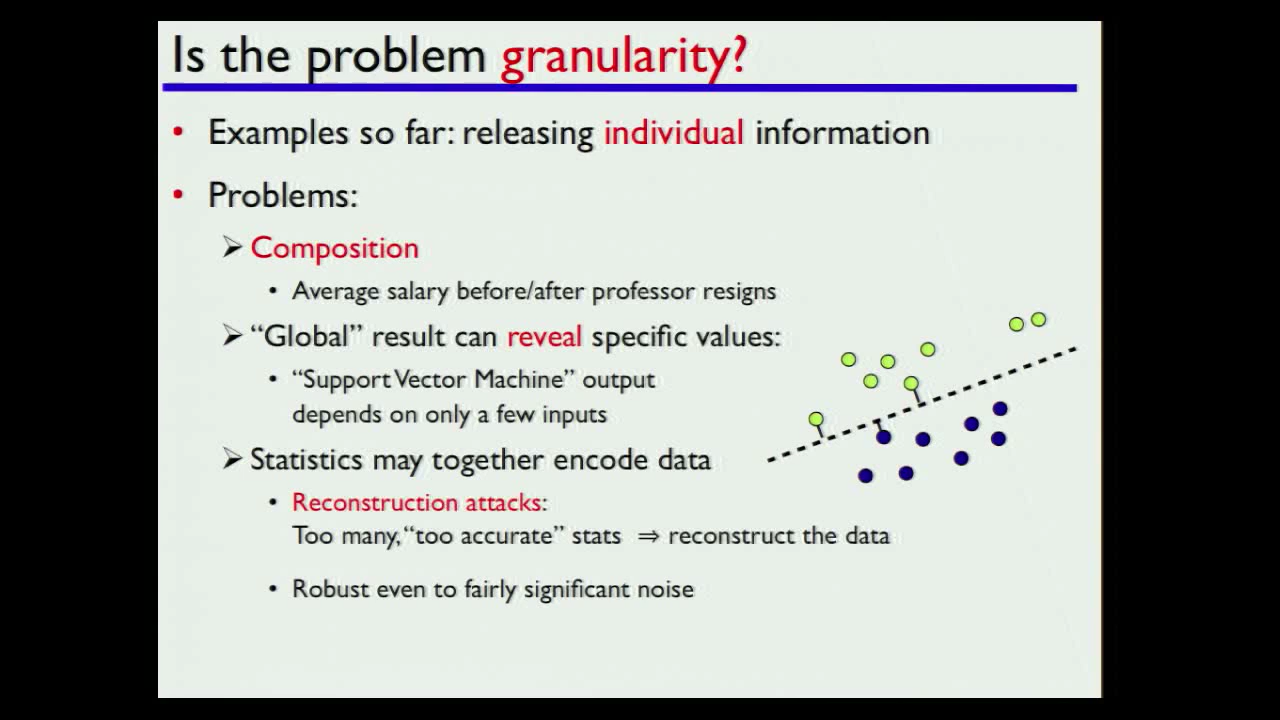 Is the problem granularity?
• Examples so far: releasing individual information
• Problems:
➢ Composition
• Average salary before/after professor resigns
➢ “Global” result can reveal specific values:
• “Support Vector Machine” output
depends on only a few inputs
➢ Statistics may together encode data
• Reconstruction attacks:
Too many, “too accurate” stats ⇒ reconstruct the data
• Robust even to fairly significant noise